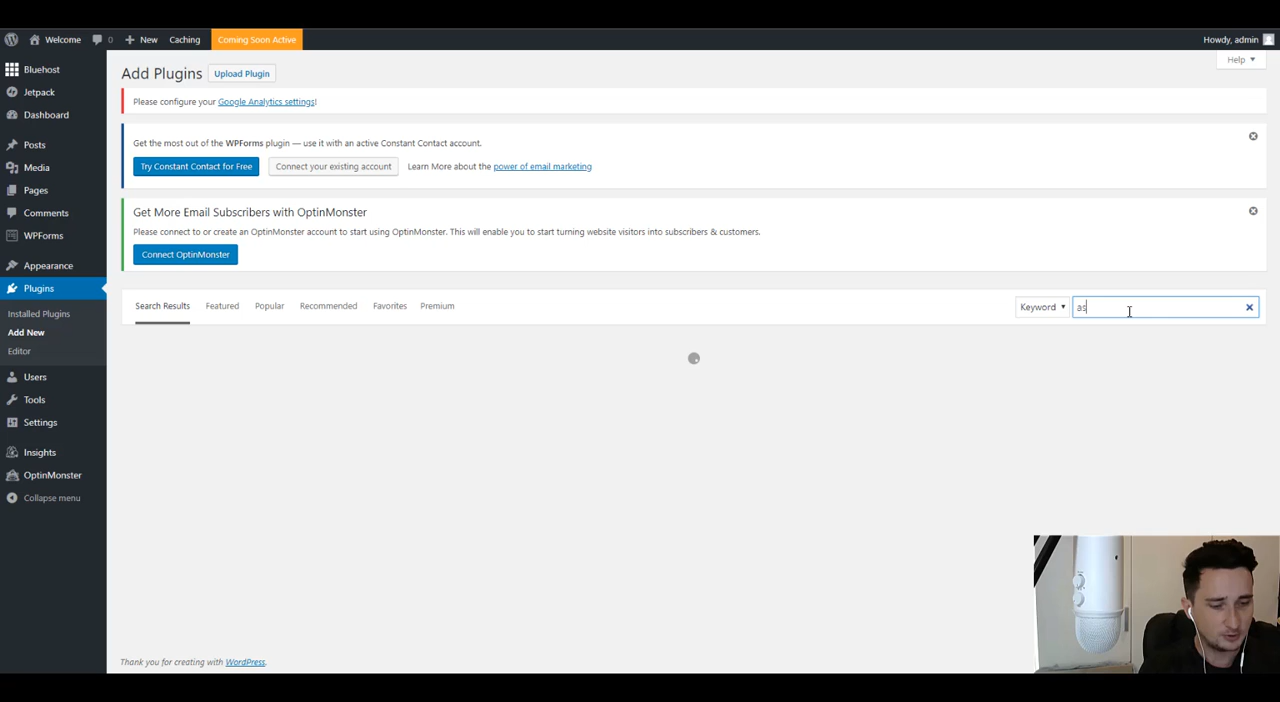 Welcome 0 New Caching Coming Soon Active Howdy, admin
Bluehost
Jetpack
Dashboard
Posts
Media
Pages
Comments
WPForms
Appearance
Plugins
Installed Plugins
Add New
Editor
Users
Tools
Settings
Insights
OptinMonster
Collapse menu
Help
Add Plugins Upload Plugin
Please configure your Google Analytics settings!
Get the most out of the WPForms plugin — use it with an active Constant Contact account.
Try Constant Contact for Free Connect your existing account Learn More about the power of email marketing
Get More Email Subscribers with OptinMonster
Please connect to or create an OptinMonster account to start using OptinMonster. This will enable you to start turning website visitors into subscribers & customers.
Connect OptinMonster
Search Results Featured Popular Recommended Favorites Premium Keyword as
Thank you for creating with WordPress.